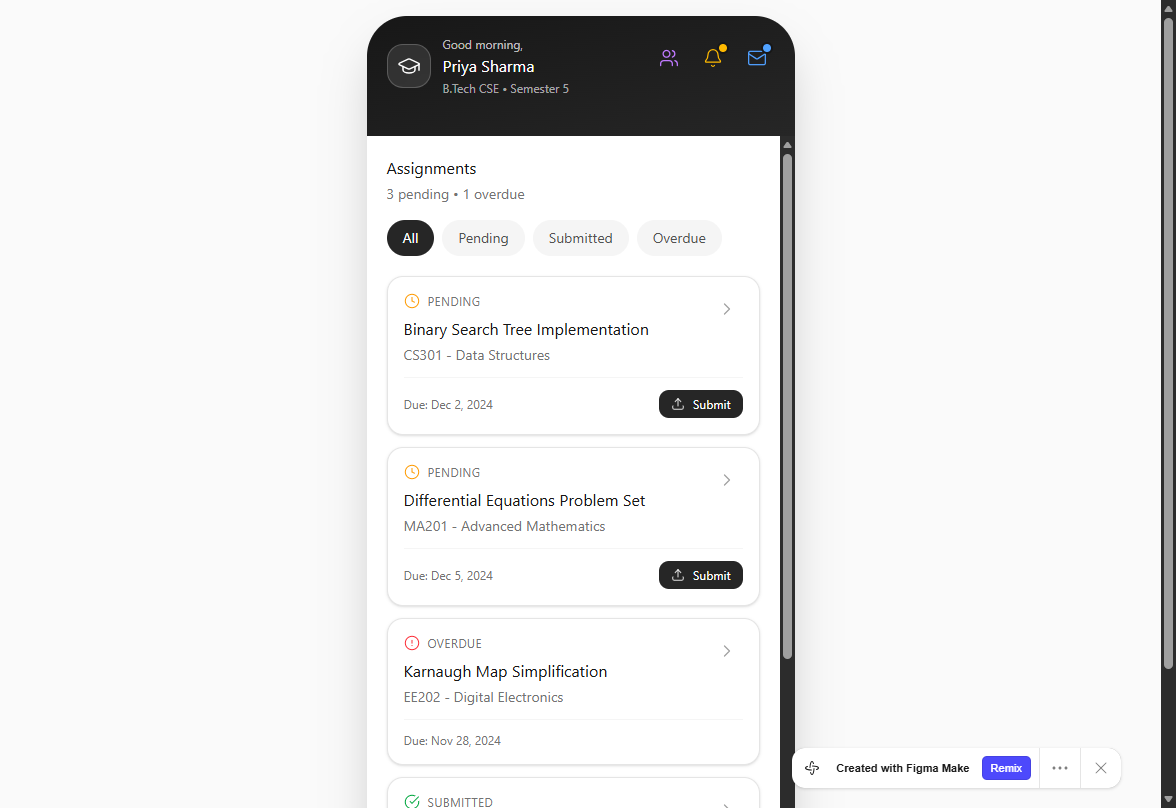 Good morning,
Priya Sharma
B.Tech CSE • Semester 5
Assignments
3 pending • 1 overdue
All
Pending
Submitted
Overdue
PENDING
Binary Search Tree Implementation
CS301 - Data Structures
Due: Dec 2, 2024
Submit
PENDING
Differential Equations Problem Set
MA201 - Advanced Mathematics
Due: Dec 5, 2024
Submit
OVERDUE
Karnaugh Map Simplification
EE202 - Digital Electronics
Due: Nov 28, 2024
SUBMITTED
Created with Figma Make
Remix